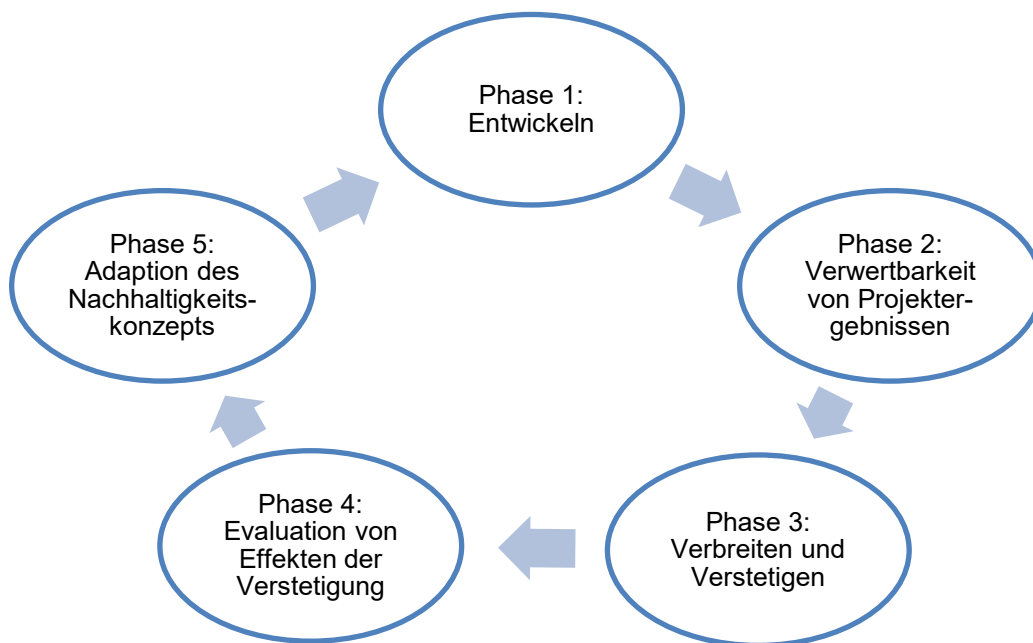 Phase 1:
Entwickeln
Phase 2:
Verwertbarkeit
von Projekter-
gebnissen
Phase 3:
Verbreiten und
Verstetigen
Phase 4:
Evaluation von
Effekten der
Verstetigung
Phase 5:
Adaption des
Nachhaltigkeits-
konzepts